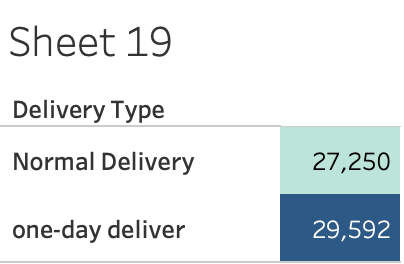 Sheet 19
Delivery Type
Normal Delivery 27,250
one-day deliver 29,592